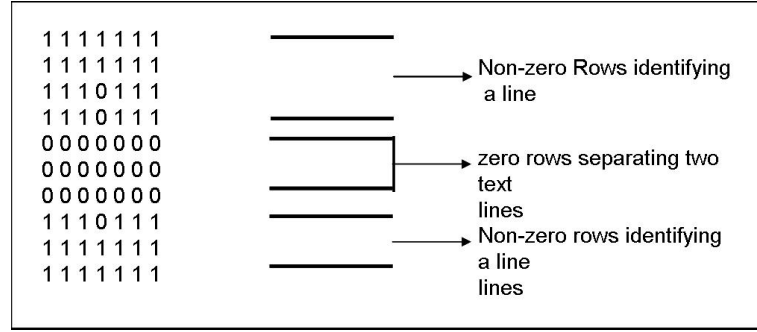 1 1 1 1 1 1 1
1 1 1 1 1 1 1
1 1 1 0 1 1 1
1 1 1 0 1 1 1
0 0 0 0 0 0 0
0 0 0 0 0 0 0
0 0 0 0 0 0 0
1 1 1 0 1 1 1
1 1 1 1 1 1 1
1 1 1 1 1 1 1
Non-zero Rows identifying
a line
zero rows separating two
text
lines
Non-zero rows identifying
a line
lines